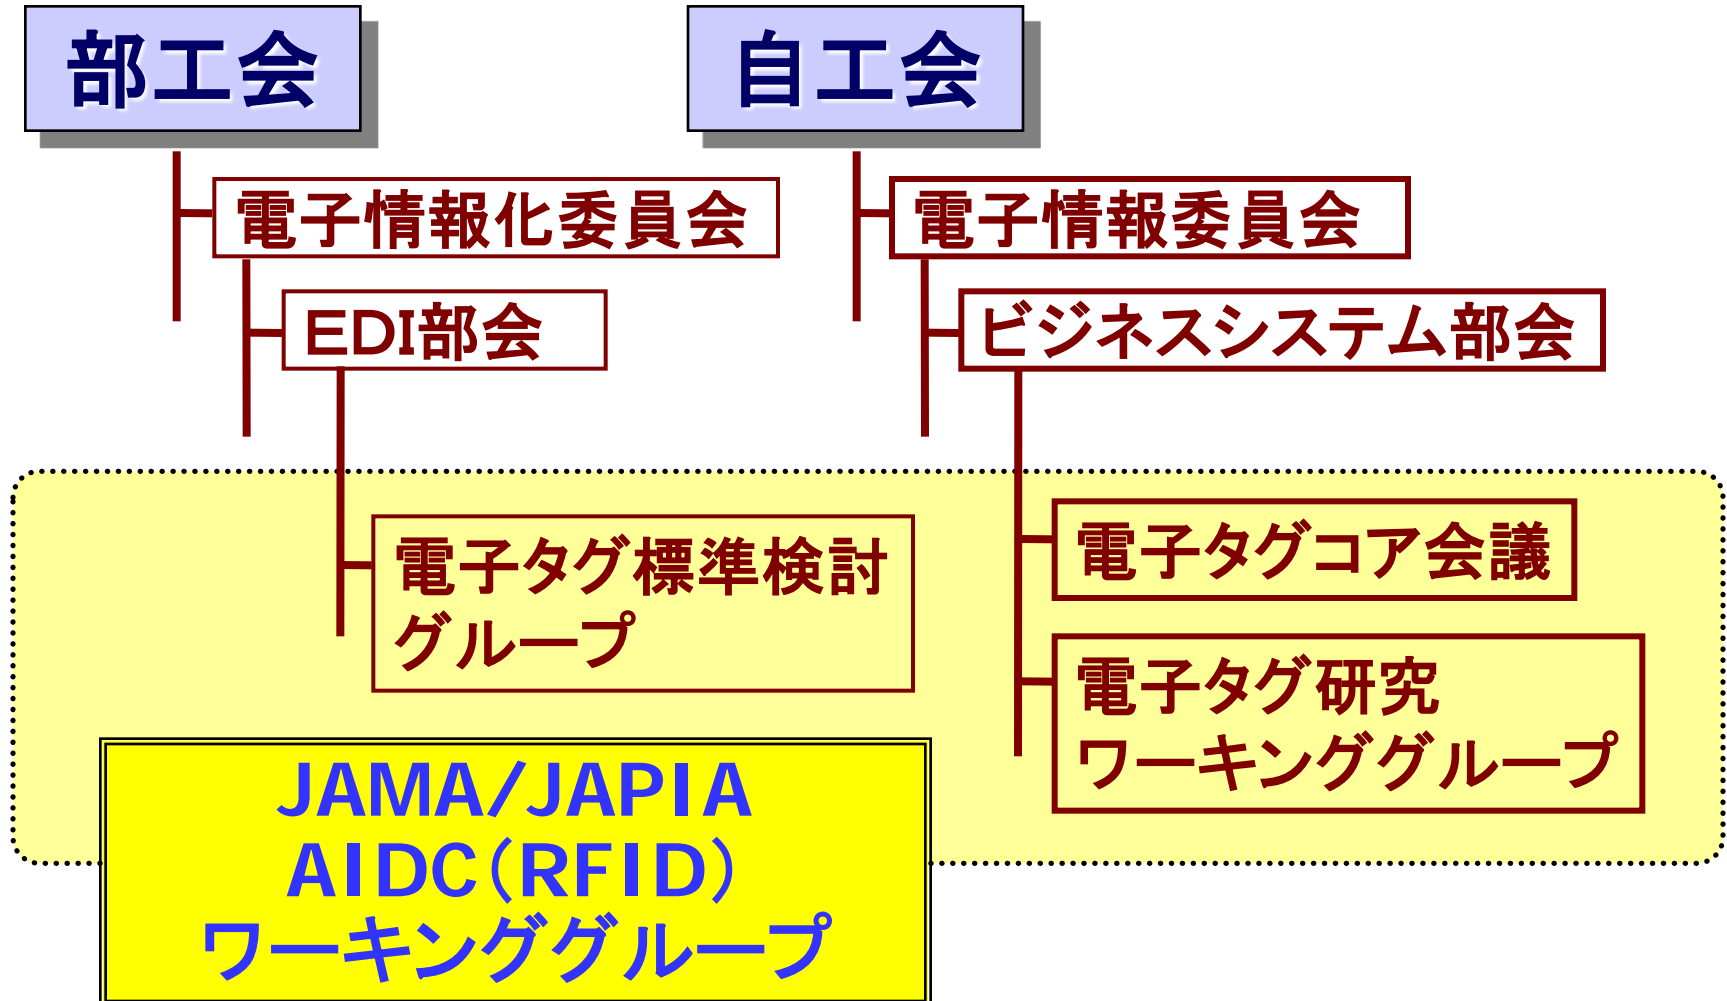 部工会
自工会
電子情報化委員会
電子情報委員会
EDI部会
ビジネスシステム部会
電子タグ標準検討
グループ
電子タグコア会議
電子タグ研究
ワーキンググループ
JAMA/JAPIA
AIDC(RFID)
ワーキンググループ